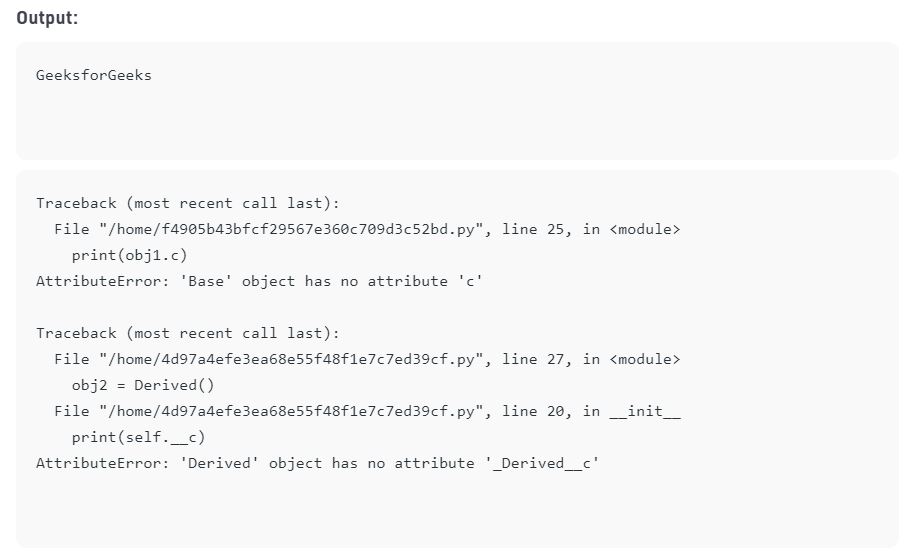 Output:
GeeksforGeeks
Traceback (most recent call last):
  File "/home/f4905b43bfcf29567e360c709d3c52bd.py", line 25, in <module>
    print(obj1.c)
AttributeError: 'Base' object has no attribute 'c'

Traceback (most recent call last):
  File "/home/4d97a4efe3ea68e55f48f1e7c7ed39cf.py", line 27, in <module>
    obj2 = Derived()
  File "/home/4d97a4efe3ea68e55f48f1e7c7ed39cf.py", line 20, in __init__
    print(self.__c)
AttributeError: 'Derived' object has no attribute '_Derived__c'